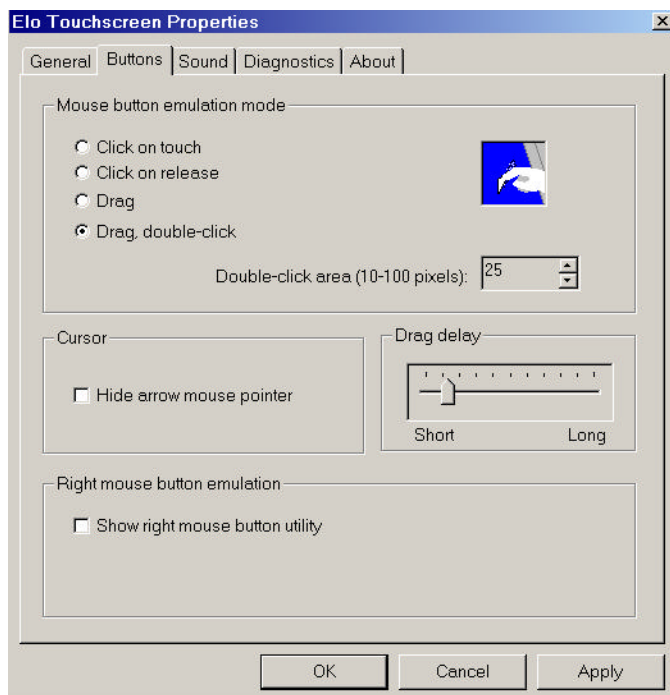 Elo Touchscreen Properties
General Buttons Sound Diagnostics About
Mouse button emulation mode
Click on touch
Click on release
Drag
Drag, double-click
Double-click area (10-100 pixels): 25
Cursor
Hide arrow mouse pointer
Drag delay
Short Long
Right mouse button emulation
Show right mouse button utility
OK Cancel Apply